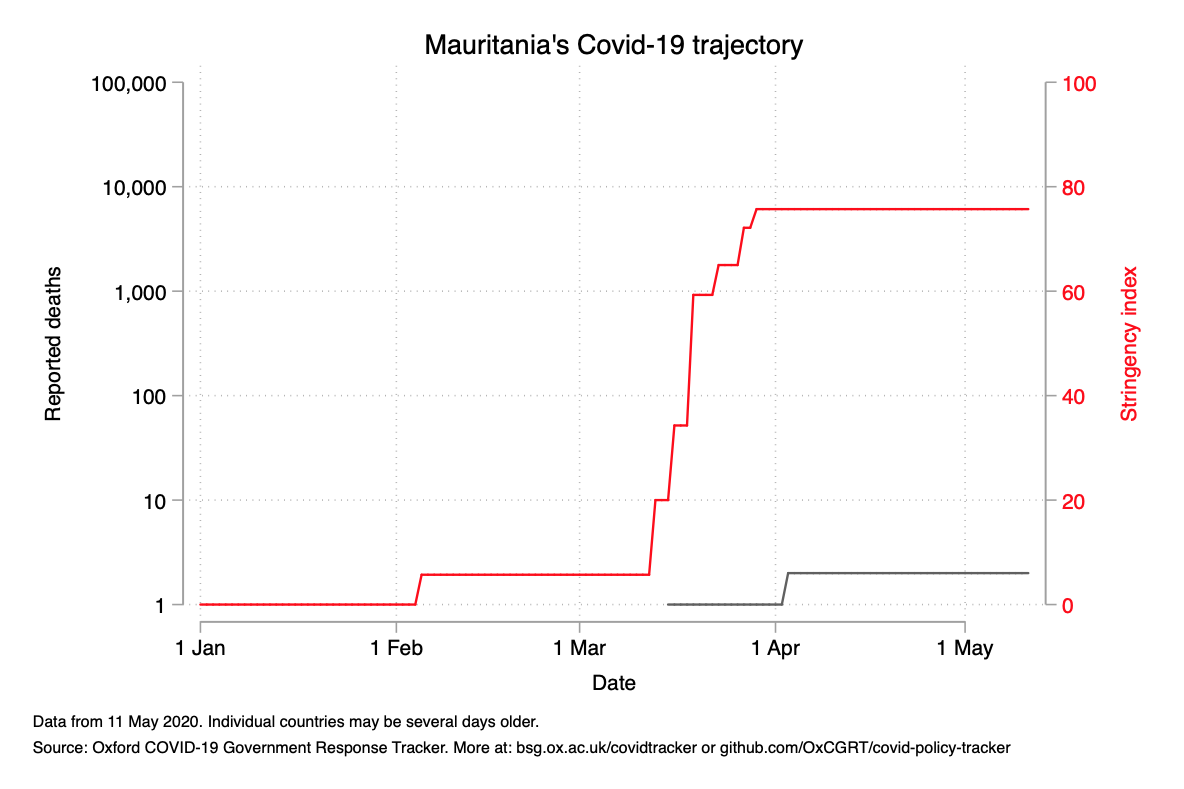 Mauritania's Covid-19 trajectory
100,000
10,000
1,000
100
10
1
Reported deaths
100
80
60
40
20
0
Stringency index
1 Jan
1 Feb
1 Mar
1 Apr
1 May
Date
Data from 11 May 2020. Individual countries may be several days older.
Source: Oxford COVID-19 Government Response Tracker. More at: bsg.ox.ac.uk/covidtracker or github.com/OxCGRT/covid-policy-tracker